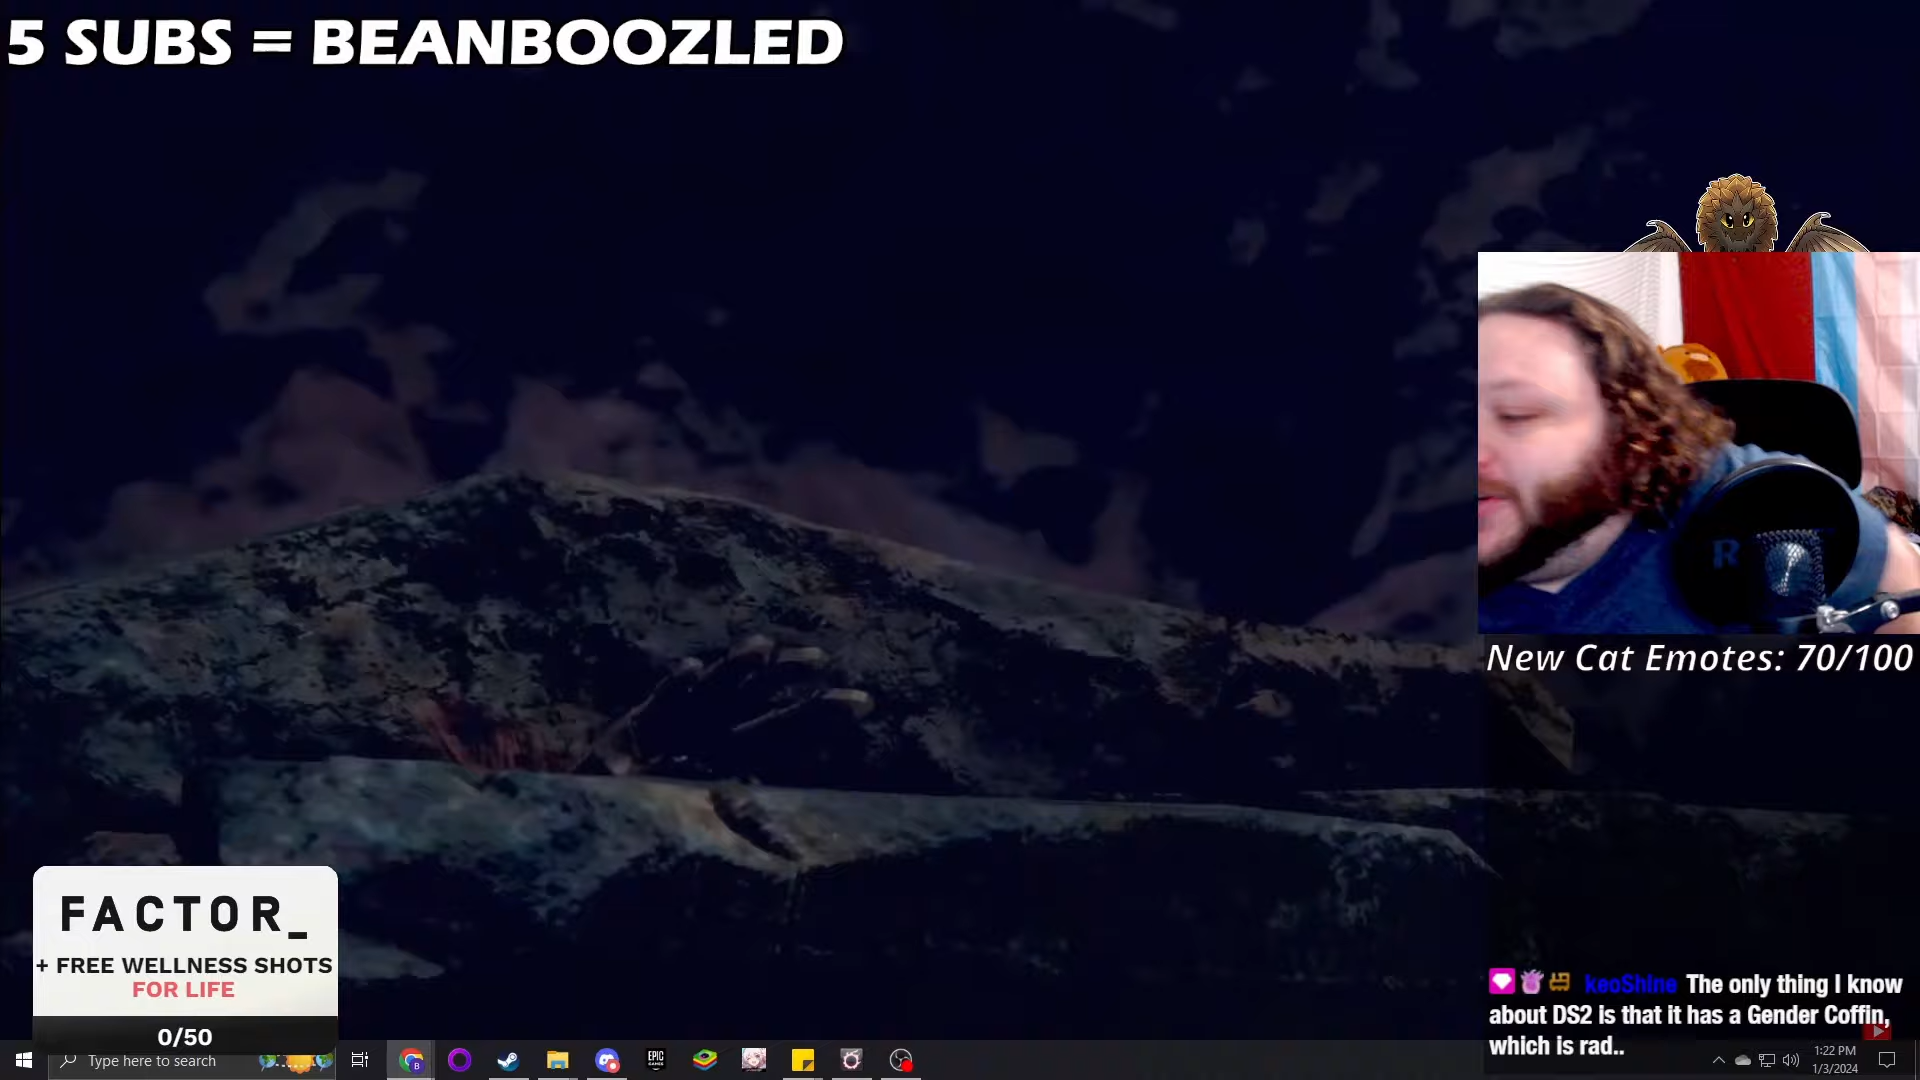 5 SUBS = BEANBOOZLED
R
New Cat Emotes: 70/100
FACTOR_
+ FREE WELLNESS SHOTS
FOR LIFE
0/50
keoShine The only thing I know
about DS2 is that it has a Gender Coffin,
which is rad..
Type here to search
EPIC
GAMES
1:22 PM
1/3/2024